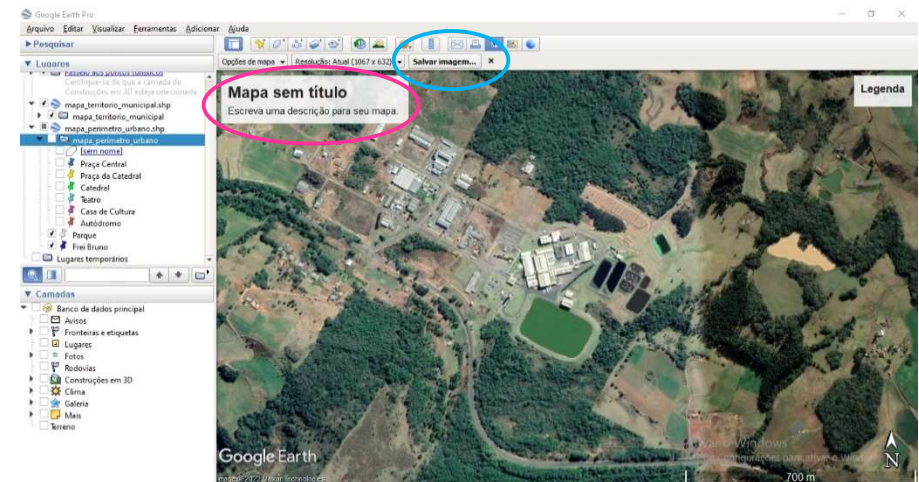 Google Earth Pro
Arquivo Editar Visualizar Ferramentas Adicionar Ajuda
Pesquisar
Opções de mapa Resolução: Atual (1067 x 632) Salvar imagem... ×
Lugares
Passeio aos pontos turísticos
Certifique-se de que a camada de
Construções em 3D esteja selecionada
mapa_territorio_municipal.shp
mapa_territorio_municipal
mapa_perimetro_urbano.shp
mapa_perimetro_urbano
[sem nome]
Praça Central
Praça da Catedral
Catedral
Teatro
Casa de Cultura
Autódromo
Parque
Frei Bruno
Lugares temporários
Camadas
Banco de dados principal
Avisos
Fronteiras e etiquetas
Lugares
Fotos
Rodovias
Construções em 3D
Clima
Galeria
Mais
Terreno
Mapa sem título
Escreva uma descrição para seu mapa.
Legenda
Google Earth
N
700 m